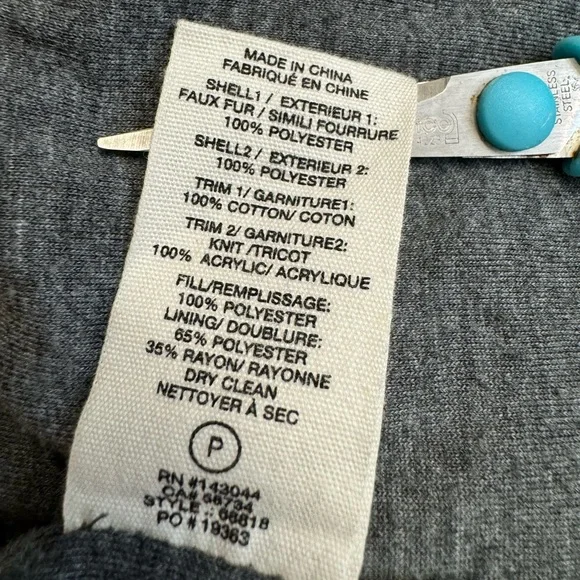 MADE IN CHINA
FABRIQUÉ EN CHINE
SHELL1 / EXTERIEUR 1:
FAUX FUR / SIMILI FOURRURE
100% POLYESTER
SHELL2 / EXTERIEUR 2:
100% POLYESTER
TRIM 1/ GARNITURE1:
100% COTTON/ COTON
TRIM 2/ GARNITURE2:
KNIT /TRICOT
100% ACRYLIC/ ACRYLIQUE
FILL/REMPLISSAGE:
100% POLYESTER
LINING/ DOUBLURE:
65% POLYESTER
35% RAYON/ RAYONNE
DRY CLEAN
NETTOYER À SEC
P
RN #143044
CA#
STYLE :
PO # 19363
STAINLESS
STEEL